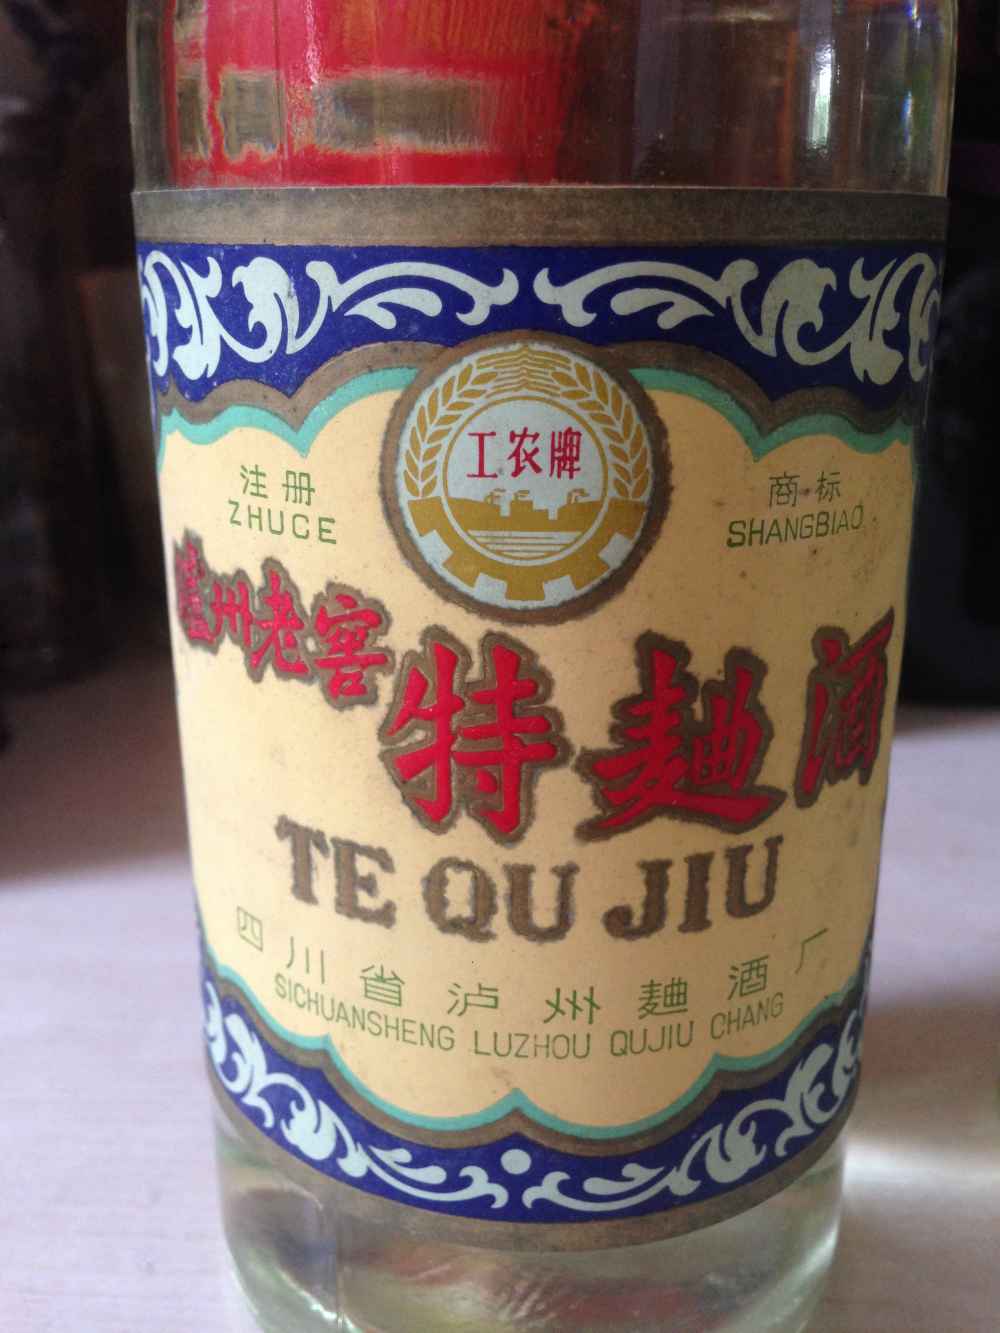 工农牌
注册 商标
ZHUCE SHANGBIAO
瀘州老窖
特麯酒
TE QU JIU
四川省泸州麯酒厂
SICHUANSHENG LUZHOU QUJIU CHANG